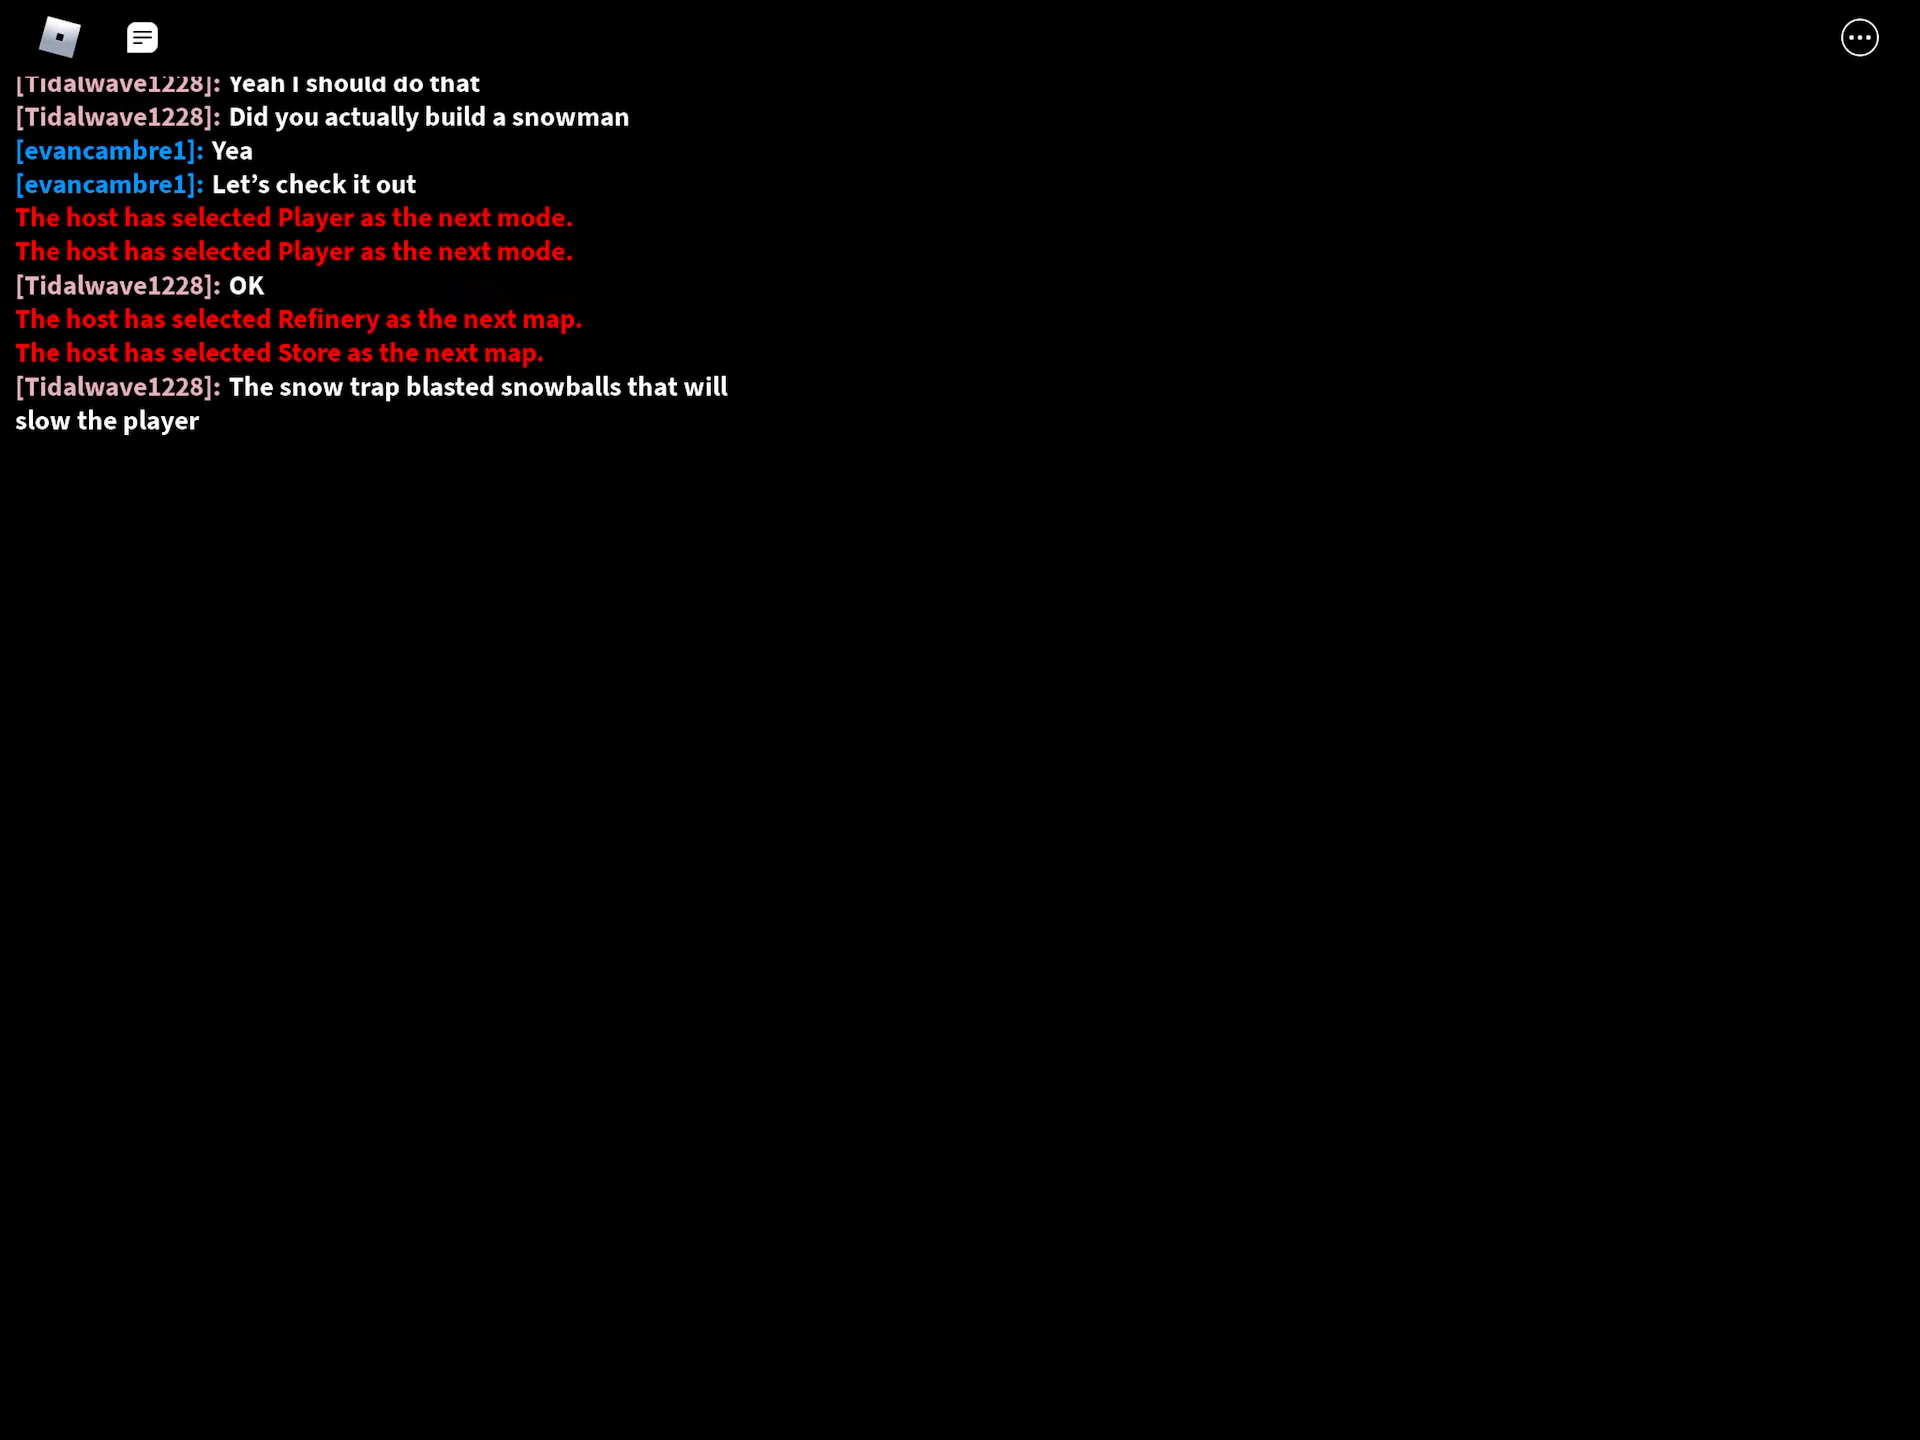 [Tidalwave1228]: Yeah I should do that
[Tidalwave1228]: Did you actually build a snowman
[evancambre1]: Yea
[evancambre1]: Let’s check it out
The host has selected Player as the next mode.
The host has selected Player as the next mode.
[Tidalwave1228]: OK
The host has selected Refinery as the next map.
The host has selected Store as the next map.
[Tidalwave1228]: The snow trap blasted snowballs that will
slow the player